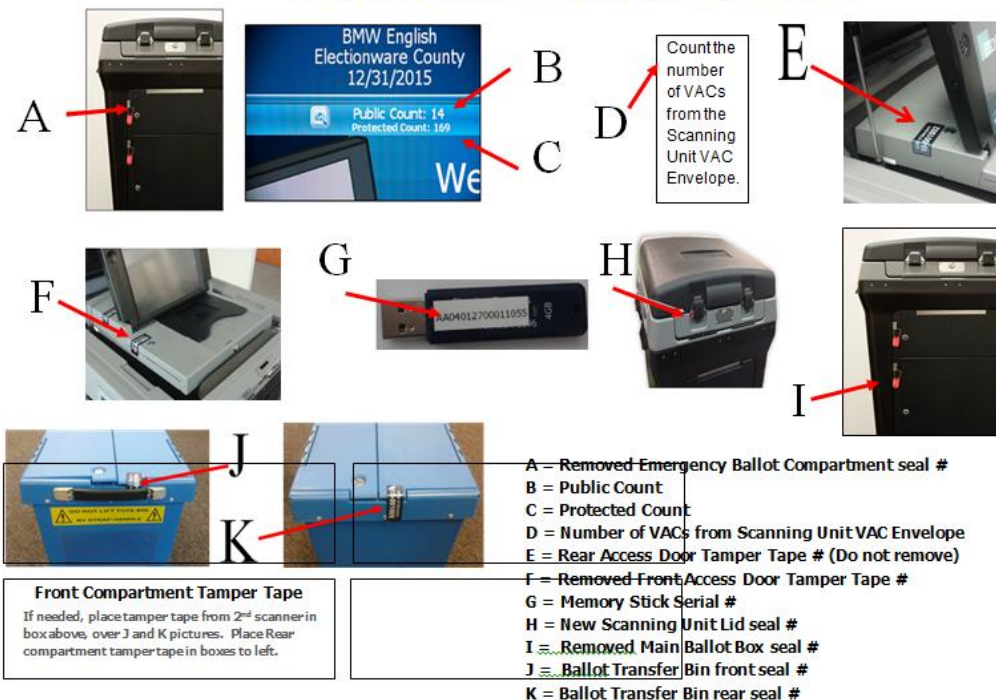 A
BMW English
Electionware County
12/31/2015
Public Count: 14
Protected Count: 169
We
B
C
D
Count the
number
of VACs
from the
Scanning
Unit VAC
Envelope.
E
F
G
AA04012700011055
4GB
H
I
J
DO NOT LIFT THIS BIN
BY STRAP HANDLE
K
A = Removed Emergency Ballot Compartment seal #
B = Public Count
C = Protected Count
D = Number of VACs from Scanning Unit VAC Envelope
E = Rear Access Door Tamper Tape # (Do not remove)
F = Removed Front Access Door Tamper Tape #
G = Memory Stick Serial #
H = New Scanning Unit Lid seal #
I = Removed Main Ballot Box seal #
J = Ballot Transfer Bin front seal #
K = Ballot Transfer Bin rear seal #
Front Compartment Tamper Tape
If needed, place tamper tape from 2nd scanner in
box above, over J and K pictures. Place Rear
compartment tamper tape in boxes to left.